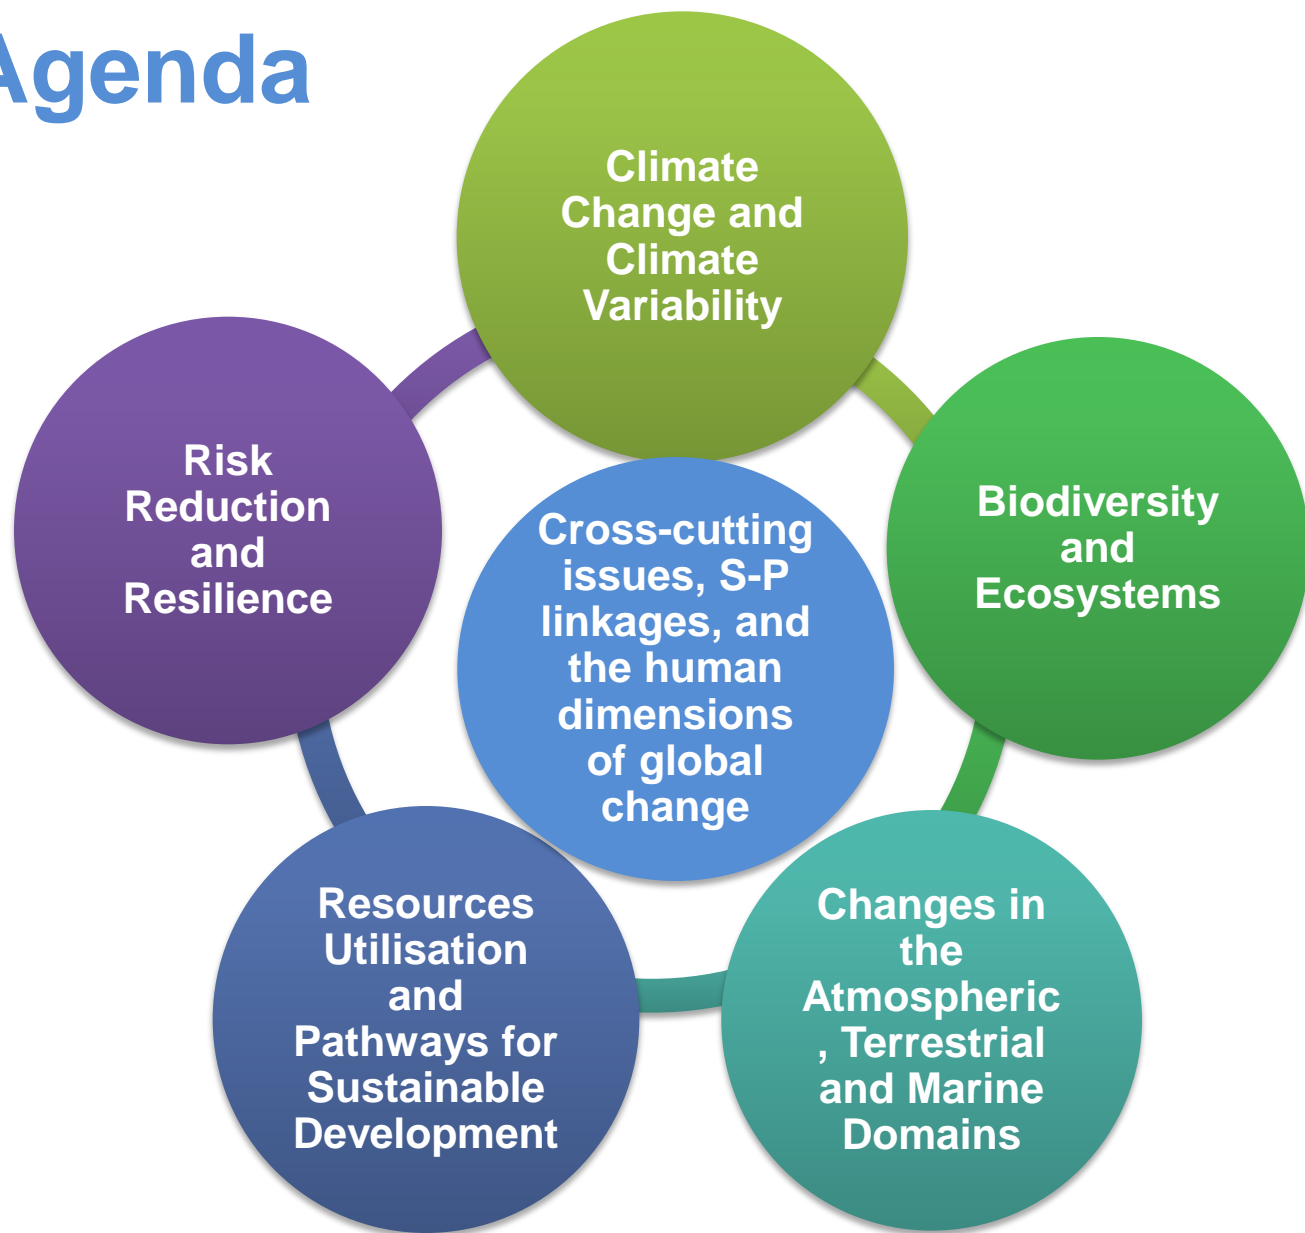 Agenda
Climate
Change and
Climate
Variability
Risk
Reduction
and
Resilience
Biodiversity
and
Ecosystems
Cross-cutting
issues, S-P
linkages, and
the human
dimensions
of global
change
Resources
Utilisation
and
Pathways for
Sustainable
Development
Changes in
the
Atmospheric
, Terrestrial
and Marine
Domains